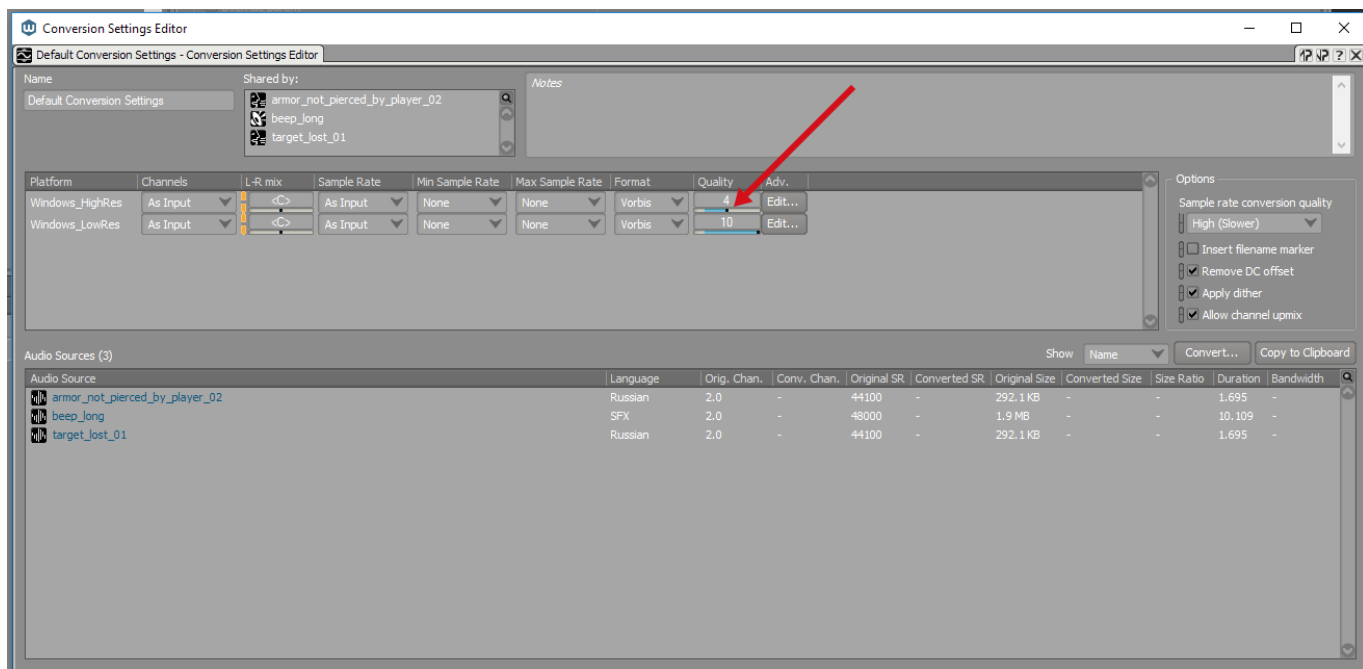 Conversion Settings Editor
Default Conversion Settings - Conversion Settings Editor
Name
Shared by:
Notes
Default Conversion Settings
armor_not_pierced_by_player_02
beep_long
target_lost_01
Platform Channels L-R mix Sample Rate Min Sample Rate Max Sample Rate Format Quality Adv.
Windows_HighRes As Input <C> As Input None None Vorbis 4 Edit...
Windows_LowRes As Input <C> As Input None None Vorbis 10 Edit...
Options
Sample rate conversion quality
High (Slower)
Insert filename marker
Remove DC offset
Apply dither
Allow channel upmix
Audio Sources (3) Show Name Convert... Copy to Clipboard
Audio Source Language Orig. Chan. Conv. Chan. Original SR Converted SR Original Size Converted Size Size Ratio Duration Bandwidth
armor_not_pierced_by_player_02 Russian 2.0 - 44100 - 292.1 KB - - 1.695 -
beep_long SFX 2.0 - 48000 - 1.9 MB - - 10.109 -
target_lost_01 Russian 2.0 - 44100 - 292.1 KB - - 1.695 -